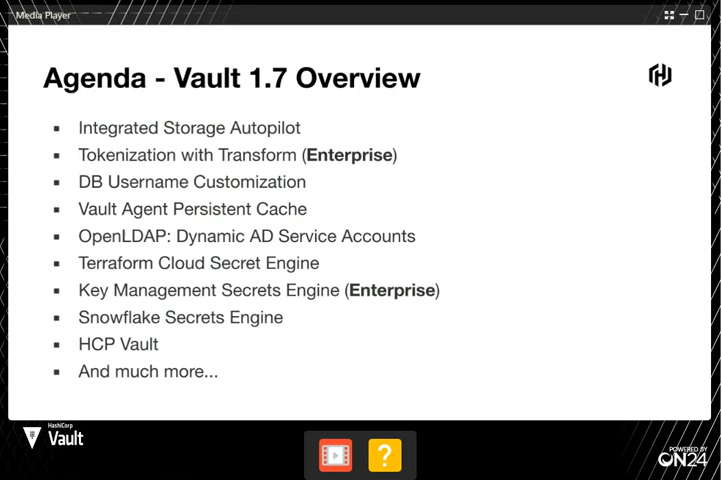 Media Player
Agenda - Vault 1.7 Overview
▪ Integrated Storage Autopilot
▪ Tokenization with Transform (Enterprise)
▪ DB Username Customization
▪ Vault Agent Persistent Cache
▪ OpenLDAP: Dynamic AD Service Accounts
▪ Terraform Cloud Secret Engine
▪ Key Management Secrets Engine (Enterprise)
▪ Snowflake Secrets Engine
▪ HCP Vault
▪ And much more...
HashiCorp
Vault
?
POWERED BY
ON24